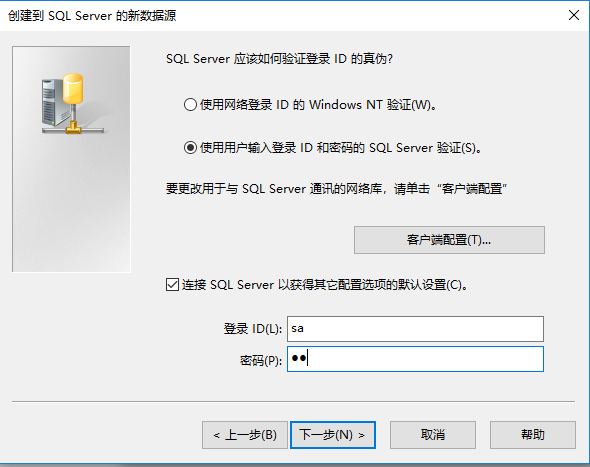 创建到 SQL Server 的新数据源
SQL Server 应该如何验证登录 ID 的真伪?
使用网络登录 ID 的 Windows NT 验证(W)。
使用用户输入登录 ID 和密码的 SQL Server 验证(S)。
要更改用于与 SQL Server 通讯的网络库，请单击“客户端配置”
客户端配置(T)...
连接 SQL Server 以获得其它配置选项的默认设置(C)。
登录 ID(L): sa
密码(P): ●●
< 上一步(B) 下一步(N) > 取消 帮助